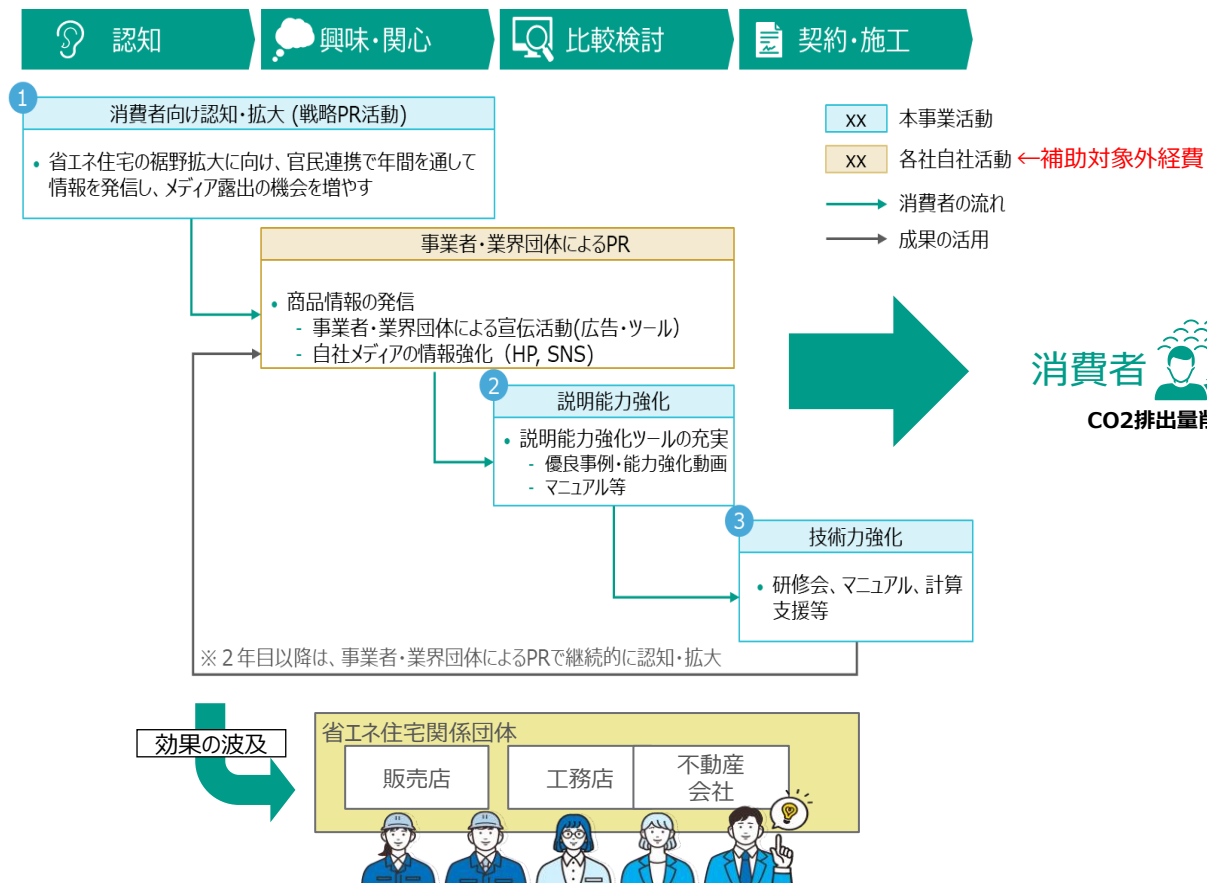 認知
興味・関心
比較検討
契約・施工
1
消費者向け認知・拡大 (戦略PR活動)
• 省エネ住宅の裾野拡大に向け、官民連携で年間を通して
情報を発信し、メディア露出の機会を増やす
xx 本事業活動
xx 各社自社活動 ←補助対象外経費
消費者の流れ
成果の活用
事業者・業界団体によるPR
• 商品情報の発信
- 事業者・業界団体による宣伝活動(広告・ツール)
- 自社メディアの情報強化 (HP, SNS)
消費者
CO2排出量削
2
説明能力強化
• 説明能力強化ツールの充実
- 優良事例・能力強化動画
- マニュアル等
3
技術力強化
• 研修会、マニュアル、計算
支援等
※２年目以降は、事業者・業界団体によるPRで継続的に認知・拡大
効果の波及
省エネ住宅関係団体
販売店
工務店
不動産
会社